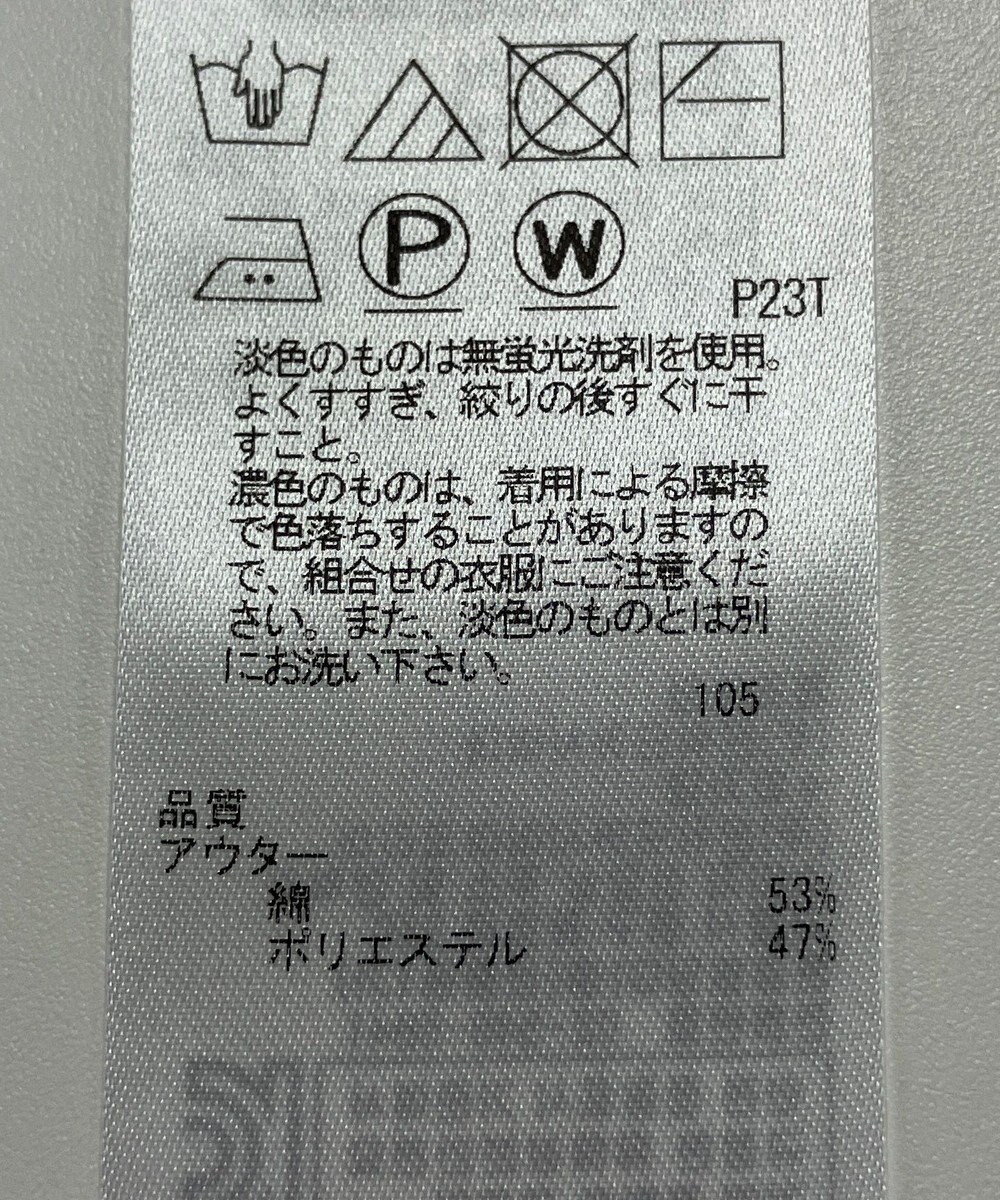 P W
P23T
淡色のものは無蛍光洗剤を使用。
よくすすぎ、絞りの後すぐに干
すこと。
濃色のものは、着用による摩擦
で色落ちすることがありますの
で、組合せの衣服にご注意くだ
さい。また、淡色のものとは別
にお洗い下さい。
105
品質
アウター
綿 53%
ポリエステル 47%